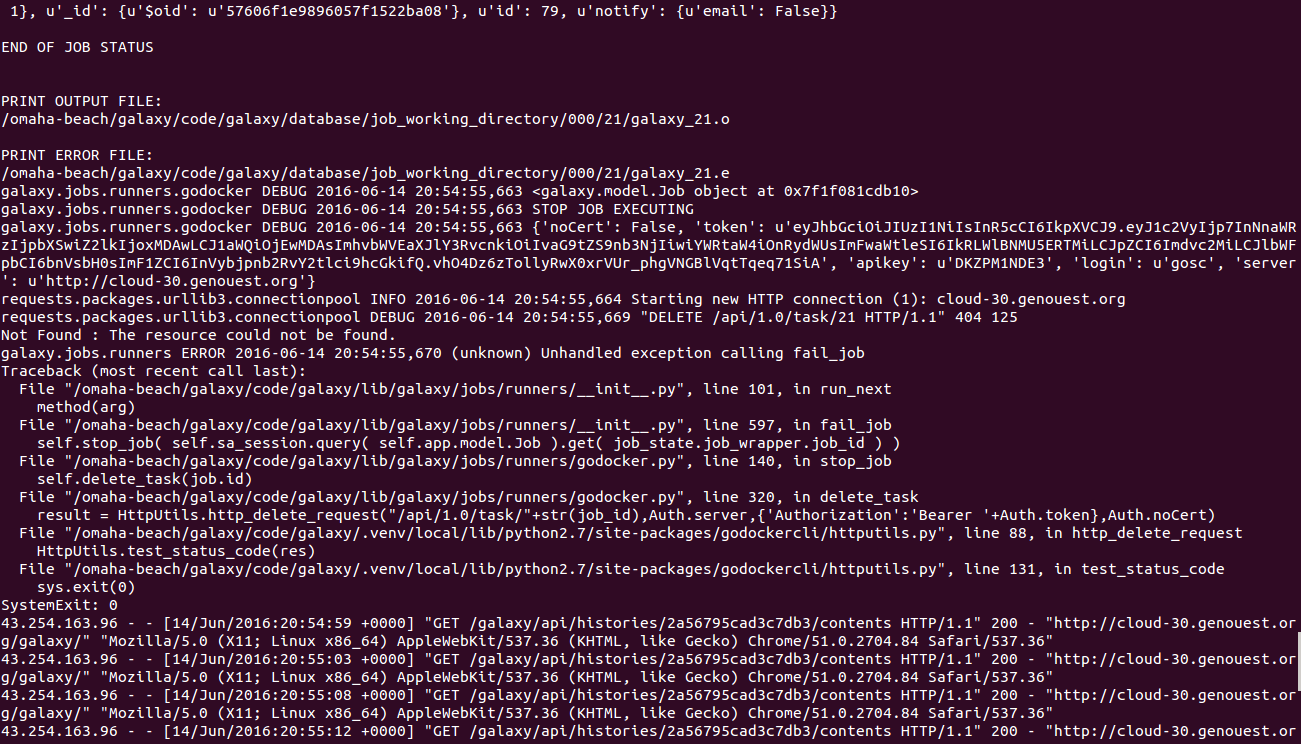 1}, u'_id': {u'$oid': u'57606f1e9896057f1522ba08'}, u'id': 79, u'notify': {u'email': False}}
END OF JOB STATUS
PRINT OUTPUT FILE:
/omaha-beach/galaxy/code/galaxy/database/job_working_directory/000/21/galaxy_21.o
PRINT ERROR FILE:
/omaha-beach/galaxy/code/galaxy/database/job_working_directory/000/21/galaxy_21.e
galaxy.jobs.runners.godocker DEBUG 2016-06-14 20:54:55,663 <galaxy.model.Job object at 0x7f1f081cdb10>
galaxy.jobs.runners.godocker DEBUG 2016-06-14 20:54:55,663 STOP JOB EXECUTING
galaxy.jobs.runners.godocker DEBUG 2016-06-14 20:54:55,663 {'noCert': False, 'token': u'eyJhbGciOiJIUzI1NiIsInR5cCI6IkpXVCJ9.eyJ1c2VyIjp7InNnaWR
zIjpbXSwiZ2lkIjoxMDAwLCJ1aWQiOjEwMDAsImhvbWVEaXJlY3RvcnkiOiIvaG9tZS9nb3NjIiwiYWRtaW4iOnRydWUsImFwaWtleSI6IkRLWlBNMU5ERTMiLCJpZCI6Imdvc2MiLCJlbWF
pbCI6bnVsbH0sImF1ZCI6InVybjpnb2RvY2tlci9hcGkifQ.vhO4Dz6zTollyRwX0xrVUr_phgVNGBlVqtTqeq71SiA', 'apikey': u'DKZPM1NDE3', 'login': u'gosc', 'server
': u'http://cloud-30.genouest.org'}
requests.packages.urllib3.connectionpool INFO 2016-06-14 20:54:55,664 Starting new HTTP connection (1): cloud-30.genouest.org
requests.packages.urllib3.connectionpool DEBUG 2016-06-14 20:54:55,669 "DELETE /api/1.0/task/21 HTTP/1.1" 404 125
Not Found : The resource could not be found.
galaxy.jobs.runners ERROR 2016-06-14 20:54:55,670 (unknown) Unhandled exception calling fail_job
Traceback (most recent call last):
  File "/omaha-beach/galaxy/code/galaxy/lib/galaxy/jobs/runners/__init__.py", line 101, in run_next
    method(arg)
  File "/omaha-beach/galaxy/code/galaxy/lib/galaxy/jobs/runners/__init__.py", line 597, in fail_job
    self.stop_job( self.sa_session.query( self.app.model.Job ).get( job_state.job_wrapper.job_id ) )
  File "/omaha-beach/galaxy/code/galaxy/lib/galaxy/jobs/runners/godocker.py", line 140, in stop_job
    self.delete_task(job.id)
  File "/omaha-beach/galaxy/code/galaxy/lib/galaxy/jobs/runners/godocker.py", line 320, in delete_task
    result = HttpUtils.http_delete_request("/api/1.0/task/"+str(job_id),Auth.server,{'Authorization':'Bearer '+Auth.token},Auth.noCert)
  File "/omaha-beach/galaxy/code/galaxy/.venv/local/lib/python2.7/site-packages/godockercli/httputils.py", line 88, in http_delete_request
    HttpUtils.test_status_code(res)
  File "/omaha-beach/galaxy/code/galaxy/.venv/local/lib/python2.7/site-packages/godockercli/httputils.py", line 131, in test_status_code
    sys.exit(0)
SystemExit: 0
43.254.163.96 - - [14/Jun/2016:20:54:59 +0000] "GET /galaxy/api/histories/2a56795cad3c7db3/contents HTTP/1.1" 200 - "http://cloud-30.genouest.or
g/galaxy/" "Mozilla/5.0 (X11; Linux x86_64) AppleWebKit/537.36 (KHTML, like Gecko) Chrome/51.0.2704.84 Safari/537.36"
43.254.163.96 - - [14/Jun/2016:20:55:03 +0000] "GET /galaxy/api/histories/2a56795cad3c7db3/contents HTTP/1.1" 200 - "http://cloud-30.genouest.or
g/galaxy/" "Mozilla/5.0 (X11; Linux x86_64) AppleWebKit/537.36 (KHTML, like Gecko) Chrome/51.0.2704.84 Safari/537.36"
43.254.163.96 - - [14/Jun/2016:20:55:08 +0000] "GET /galaxy/api/histories/2a56795cad3c7db3/contents HTTP/1.1" 200 - "http://cloud-30.genouest.or
g/galaxy/" "Mozilla/5.0 (X11; Linux x86_64) AppleWebKit/537.36 (KHTML, like Gecko) Chrome/51.0.2704.84 Safari/537.36"
43.254.163.96 - - [14/Jun/2016:20:55:12 +0000] "GET /galaxy/api/histories/2a56795cad3c7db3/contents HTTP/1.1" 200 - "http://cloud-30.genouest.or